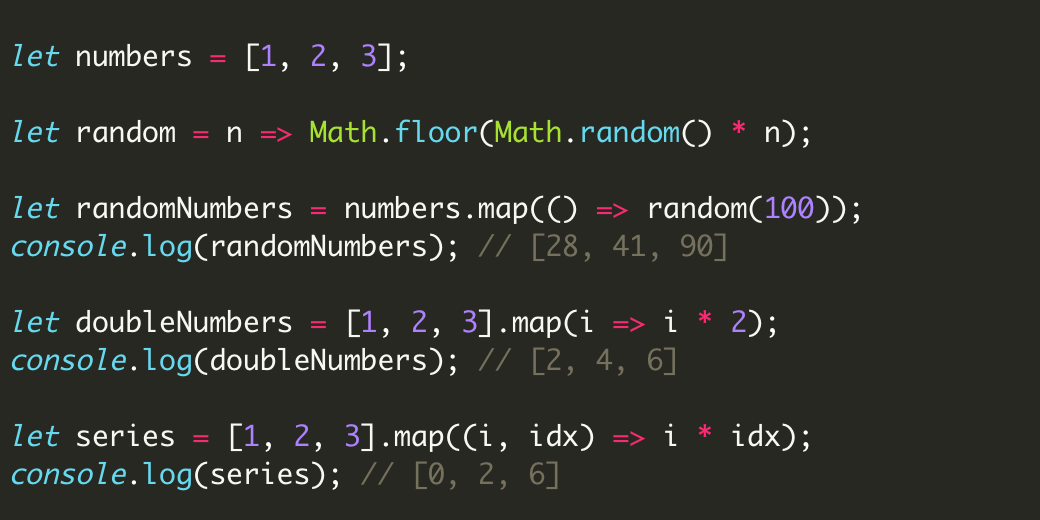 let numbers = [1, 2, 3];
let random = n => Math.floor(Math.random() * n);
let randomNumbers = numbers.map(() => random(100));
console.log(randomNumbers); // [28, 41, 90]
let doubleNumbers = [1, 2, 3].map(i => i * 2);
console.log(doubleNumbers); // [2, 4, 6]
let series = [1, 2, 3].map((i, idx) => i * idx);
console.log(series); // [0, 2, 6]